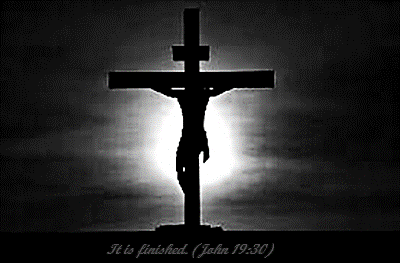 It is finished. (John 19:30)